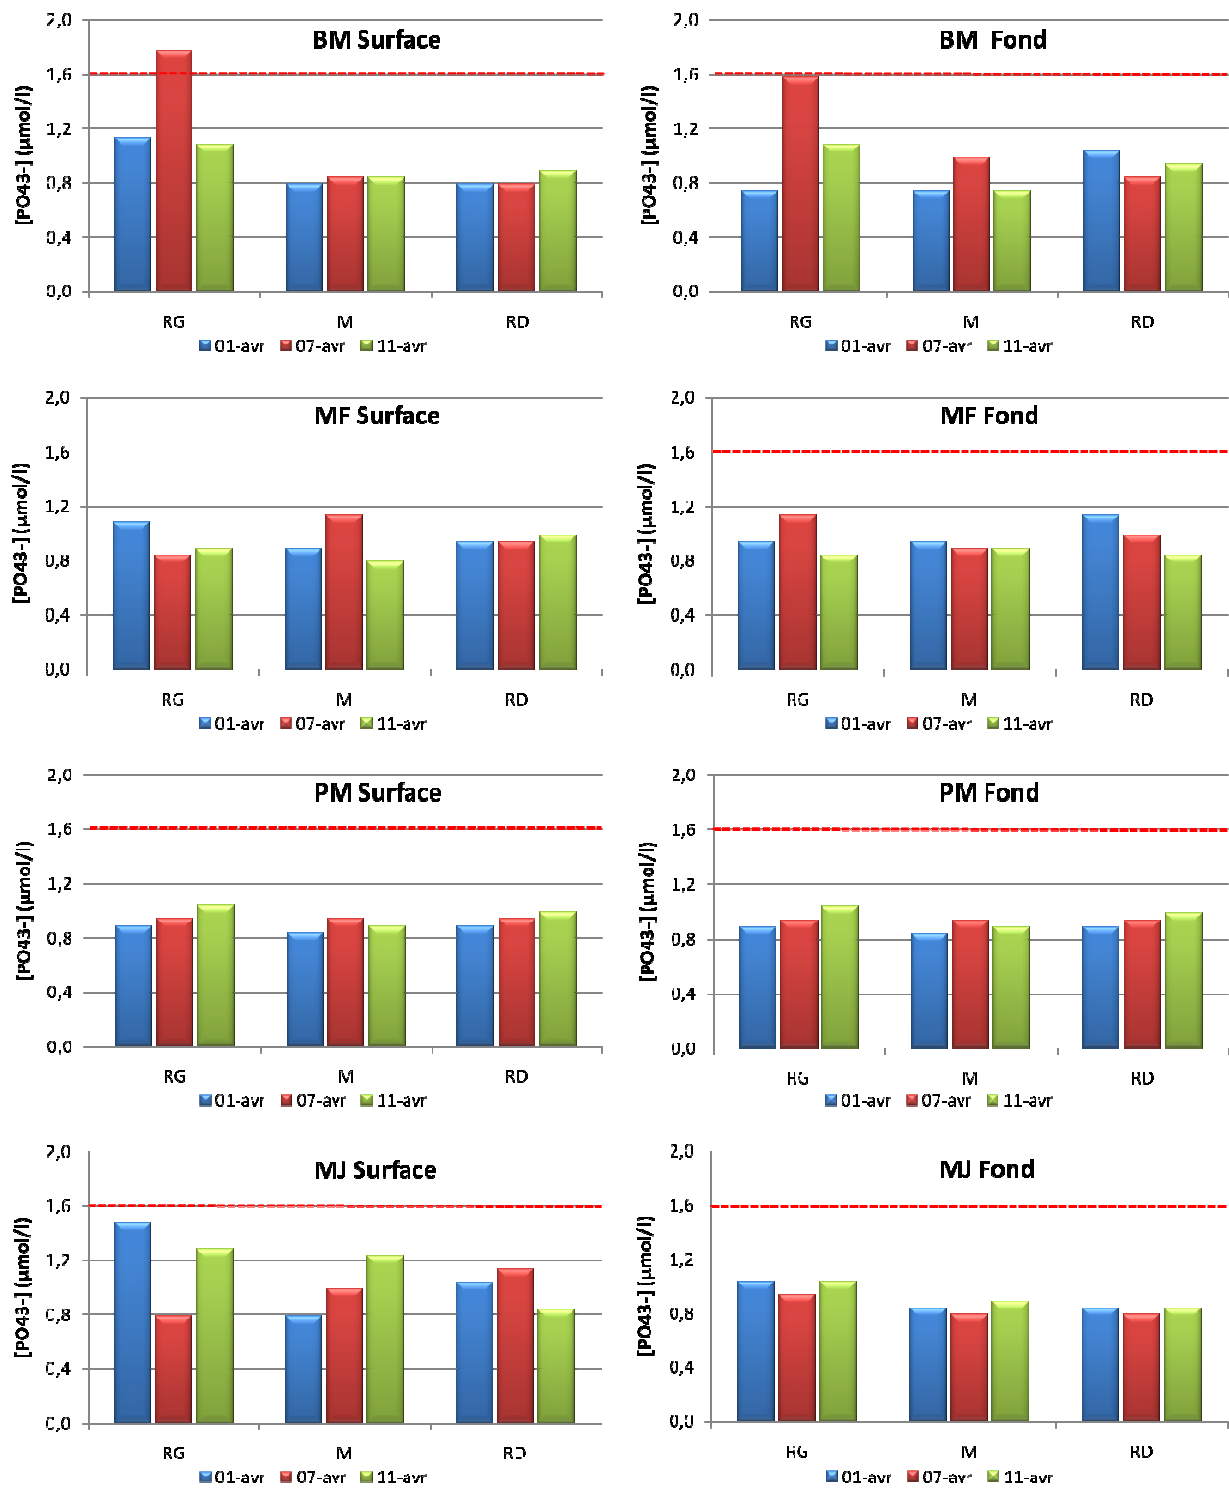 BM Surface
[PO43-] (µmol/l)
2,0
1,6
1,2
0,8
0,4
0,0
RG M RD
01-avr 07-avr 11-avr
BM Fond
[PO43-] (µmol/l)
2,0
1,6
1,2
0,8
0,4
0,0
RG M RD
01-avr 07-avr 11-avr
MF Surface
[PO43-] (µmol/l)
2,0
1,6
1,2
0,8
0,4
0,0
RG M RD
01-avr 07-avr 11-avr
MF Fond
[PO43-] (µmol/l)
2,0
1,6
1,2
0,8
0,4
0,0
RG M RD
01-avr 07-avr 11-avr
PM Surface
[PO43-] (µmol/l)
2,0
1,6
1,2
0,8
0,4
0,0
RG M RD
01-avr 07-avr 11-avr
PM Fond
[PO43-] (µmol/l)
2,0
1,6
1,2
0,8
0,4
0,0
RG M RD
01-avr 07-avr 11-avr
MJ Surface
[PO43-] (µmol/l)
2,0
1,6
1,2
0,8
0,4
0,0
RG M RD
01-avr 07-avr 11-avr
MJ Fond
[PO43-] (µmol/l)
2,0
1,6
1,2
0,8
0,4
0,0
RG M RD
01-avr 07-avr 11-avr